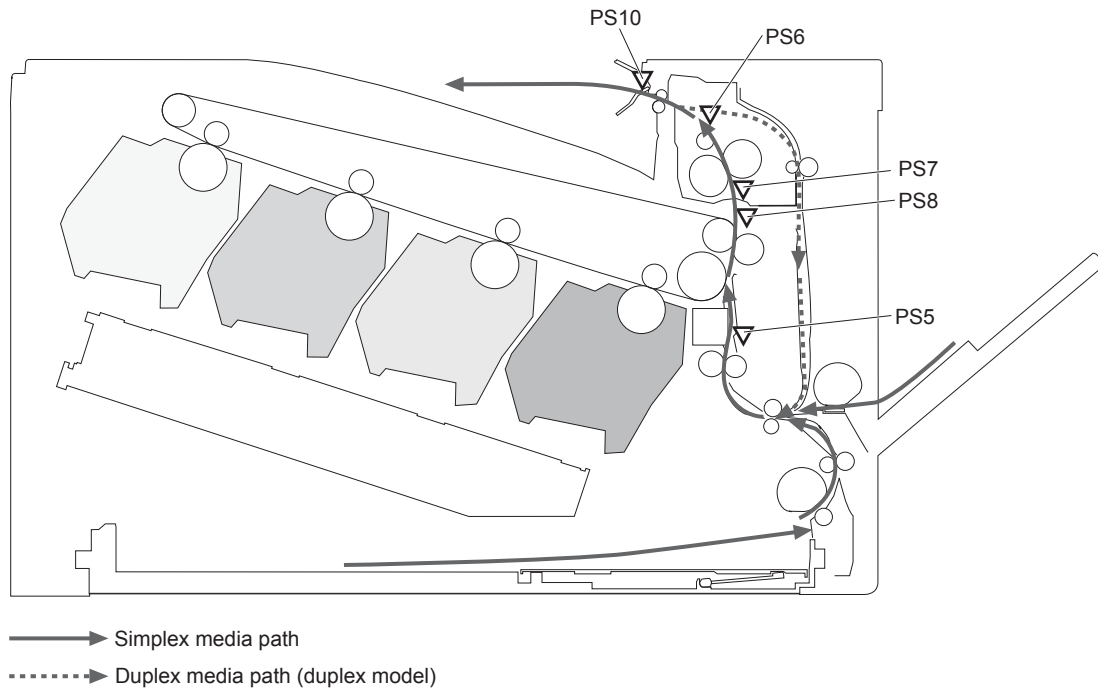 PS10
PS6
PS7
PS8
PS5
Simplex media path
Duplex media path (duplex model)